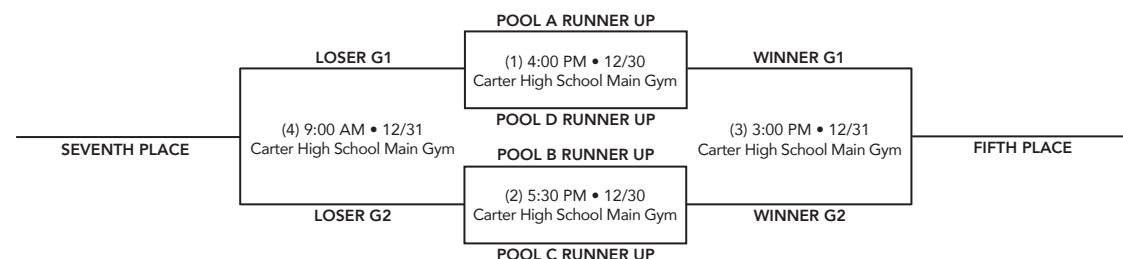 POOL A RUNNER UP
LOSER G1
(1) 4:00 PM • 12/30
Carter High School Main Gym
WINNER G1
POOL D RUNNER UP
(4) 9:00 AM • 12/31
Carter High School Main Gym
(3) 3:00 PM • 12/31
Carter High School Main Gym
SEVENTH PLACE
POOL B RUNNER UP
FIFTH PLACE
(2) 5:30 PM • 12/30
Carter High School Main Gym
LOSER G2
WINNER G2
POOL C RUNNER UP